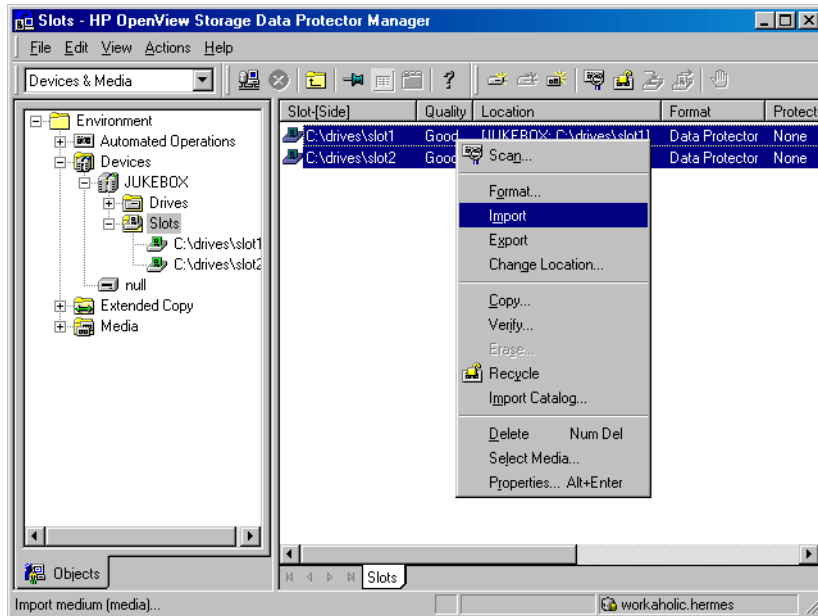 Slots - HP OpenView Storage Data Protector Manager
File Edit View Actions Help
Devices & Media
Environment
Automated Operations
Devices
JUKEBOX
Drives
Slots
C:\drives\slot1
C:\drives\slot2
null
Extended Copy
Media
Objects
Slot-[Side] Quality Location Format Protect
C:\drives\slot1 Good [JUKEBOX: C:\drives\slot1] Data Protector None
C:\drives\slot2 Good Data Protector None
Scan...
Format...
Import
Export
Change Location...
Copy...
Verify...
Erase...
Recycle
Import Catalog...
Delete Num Del
Select Media...
Properties... Alt+Enter
Slots
Import medium (media)...
workaholic.hermes